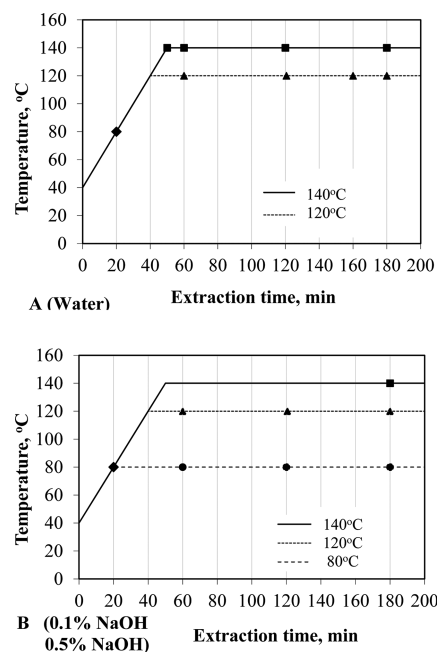 160
140
120
100
80
60
40
20
0
Temperature, °C
140°C
120°C
0 20 40 60 80 100 120 140 160 180 200
A (Water)
Extraction time, min
160
140
120
100
80
60
40
20
0
Temperature, °C
140°C
120°C
80°C
0 20 40 60 80 100 120 140 160 180 200
B (0.1% NaOH
0.5% NaOH)
Extraction time, min